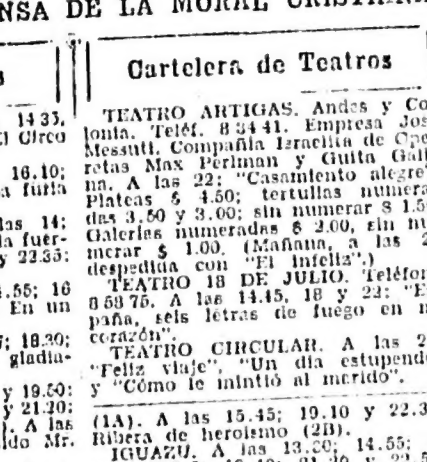 NSA DE LA MORAL CRISTIANA
s
14 35.
El Circo
16.10;
a furia
las 14;
la fuer-
y 22.35;
.55; 16
En un
; 18.30;
gladia-
y 19.50;
y 21.20;
). A las
ldo Mr.
Cartelera de Teatros
TEATRO ARTIGAS. Andes y Co
lonia. Teléf. 8 34 41. Empresa Jos
Messuti. Compañía Israelita de Ope
retas Max Perlman y Guita Gali
na. A las 22: "Casamiento alegre"
Plateas $ 4.50; tertulias numera
das 3.50 y 3.00; sin numerar $ 1.5
Galerías numeradas $ 2.00, sin nu
merar $ 1.00. (Mañana, a las 2
despedida con "El infeliz".)
TEATRO 18 DE JULIO. Teléfon
8 58 75. A las 14.45, 18 y 22: "Es
paña, seis letras de fuego en m
corazón".
TEATRO CIRCULAR. A las 2
"Feliz viaje". "Un día estupendo
y "Cómo le mintió al marido".
(1A). A las 15.45; 19.10 y 22.3
Ribera de heroísmo (2B).
IGUAZU. A las 13.50; 14.55;